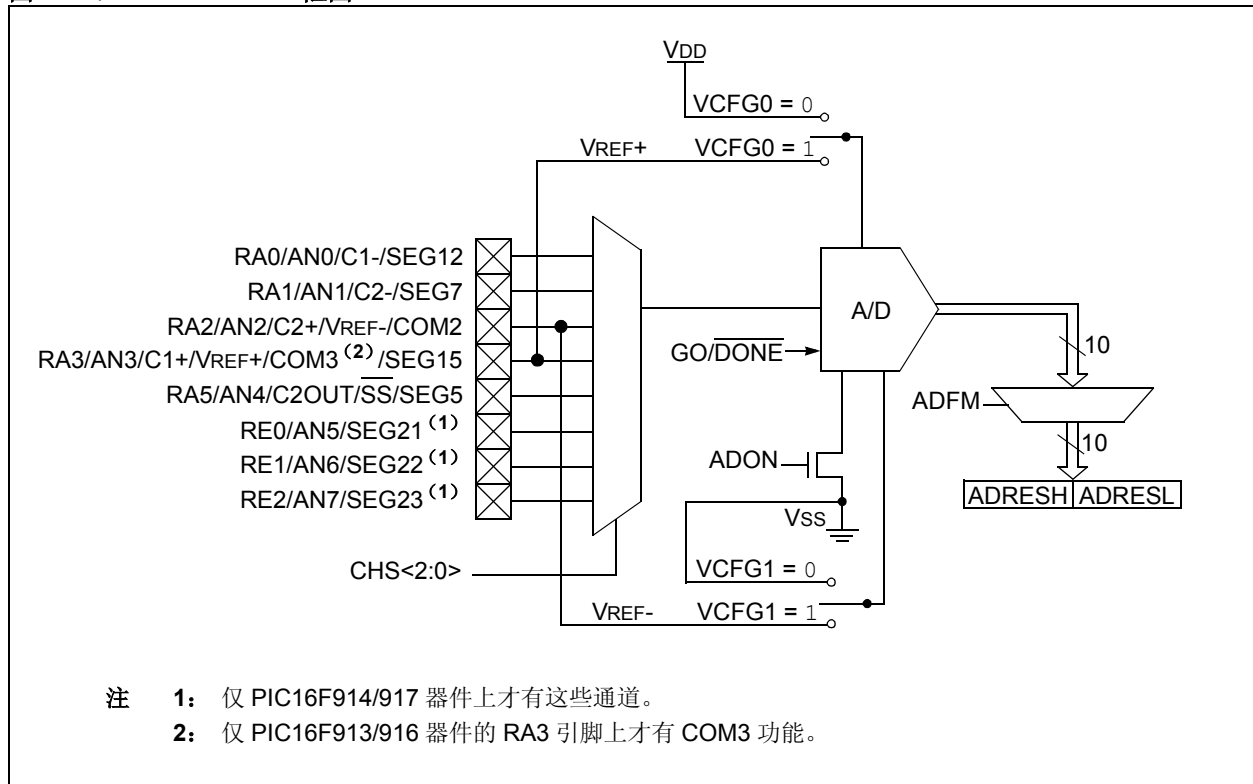 VDD
VCFG0 = 0
VREF+ VCFG0 = 1
RA0/AN0/C1-/SEG12
RA1/AN1/C2-/SEG7
RA2/AN2/C2+/VREF-/COM2
RA3/AN3/C1+/VREF+/COM3（2）/SEG15
RA5/AN4/C2OUT/SS/SEG5
RE0/AN5/SEG21（1）
RE1/AN6/SEG22（1）
RE2/AN7/SEG23（1）
CHS<2:0>
A/D
GO/DONE
10
ADFM
10
ADON
ADRESH ADRESL
VSS
VCFG1 = 0
VREF- VCFG1 = 1
注 1： 仅 PIC16F914/917 器件上才有这些通道。
2： 仅 PIC16F913/916 器件的 RA3 引脚上才有 COM3 功能。